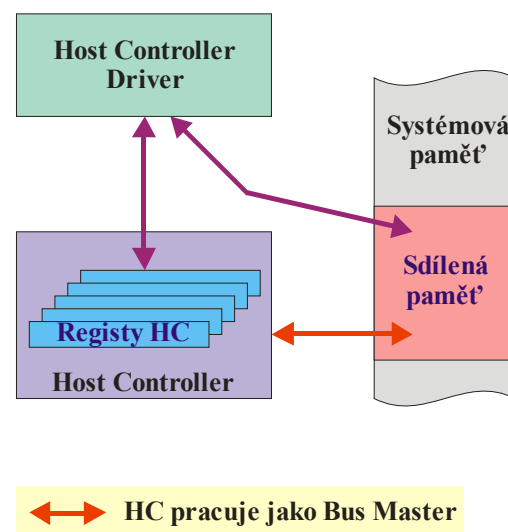 Host Controller
Driver
Systémová
paměť
Sdílená
paměť
Registy HC
Host Controller
HC pracuje jako Bus Master